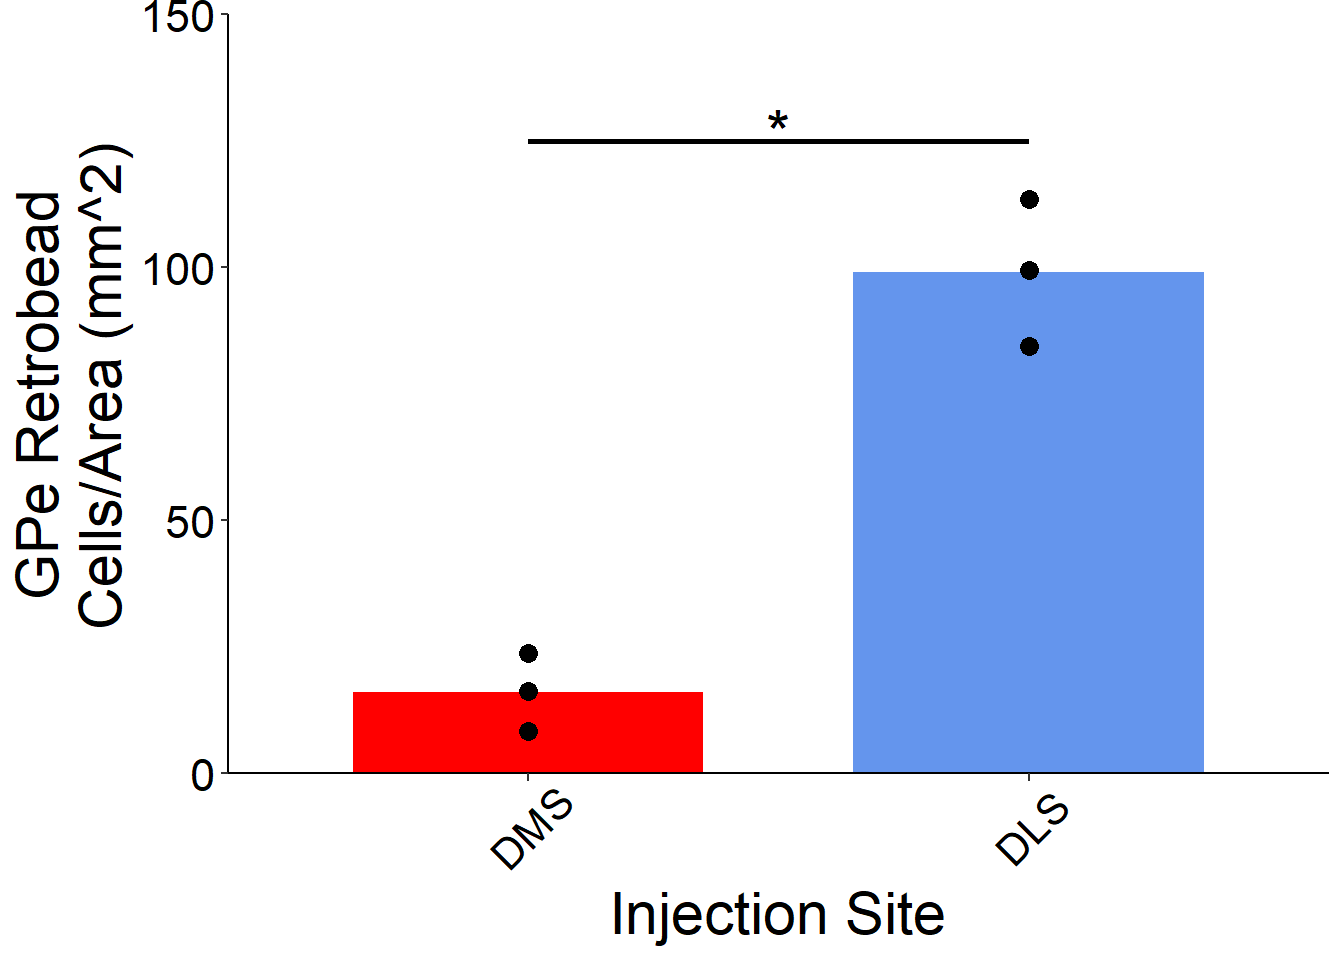 150
*
100
50
0
GPe Retrobead
Cells/Area (mm^2)
DMS
DLS
Injection Site